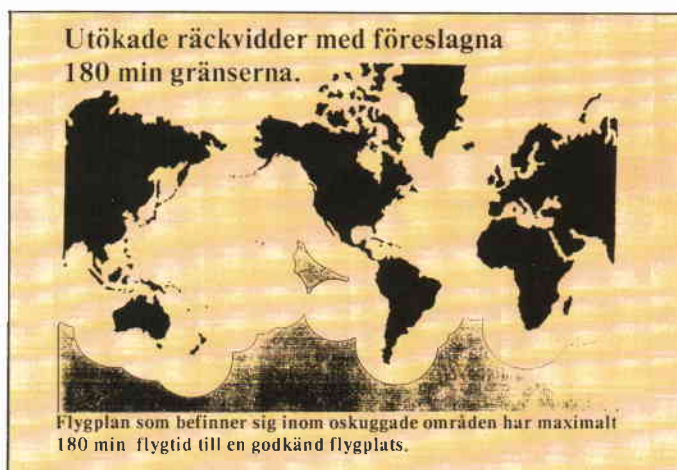 Utökade räckvidder med föreslagna
180 min gränserna.
Flygplan som befinner sig inom oskuggade områden har maximalt
180 min flygtid till en godkänd flygplats.